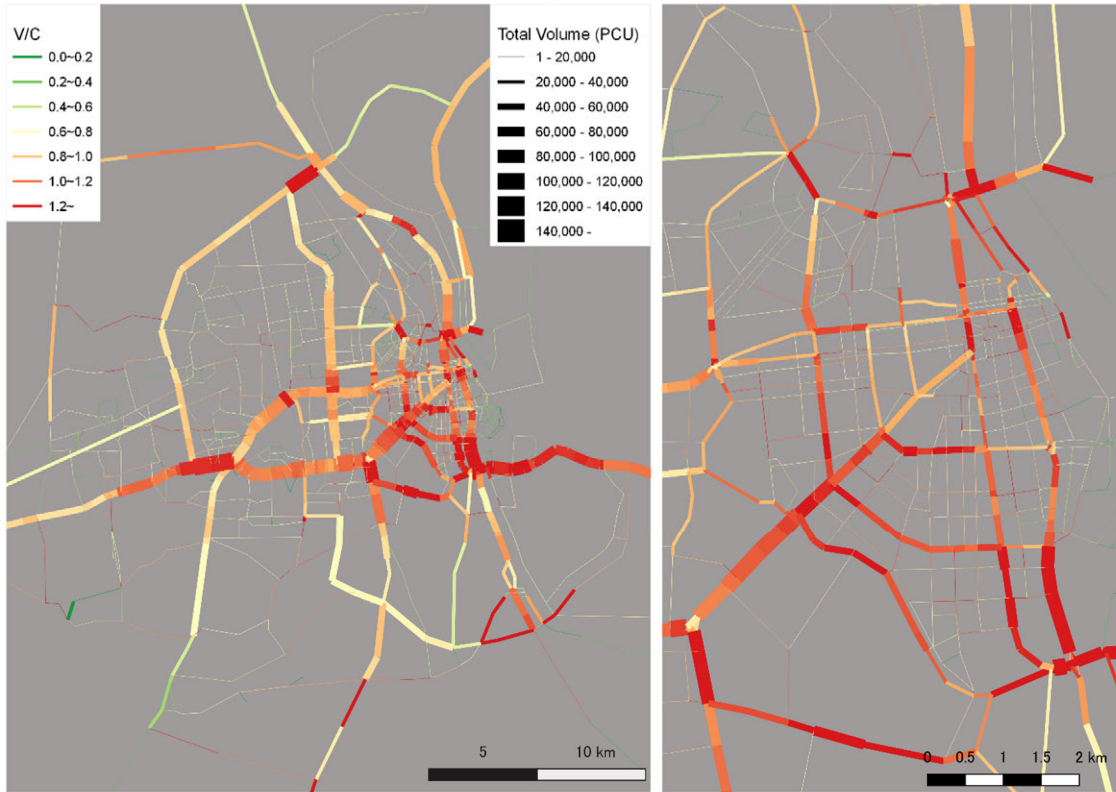 V/C
0.0~0.2
0.2~0.4
0.4~0.6
0.6~0.8
0.8~1.0
1.0~1.2
1.2~
Total Volume (PCU)
1 - 20,000
20,000 - 40,000
40,000 - 60,000
60,000 - 80,000
80,000 - 100,000
100,000 - 120,000
120,000 - 140,000
140,000 -
5 10 km
0 0.5 1 1.5 2 km